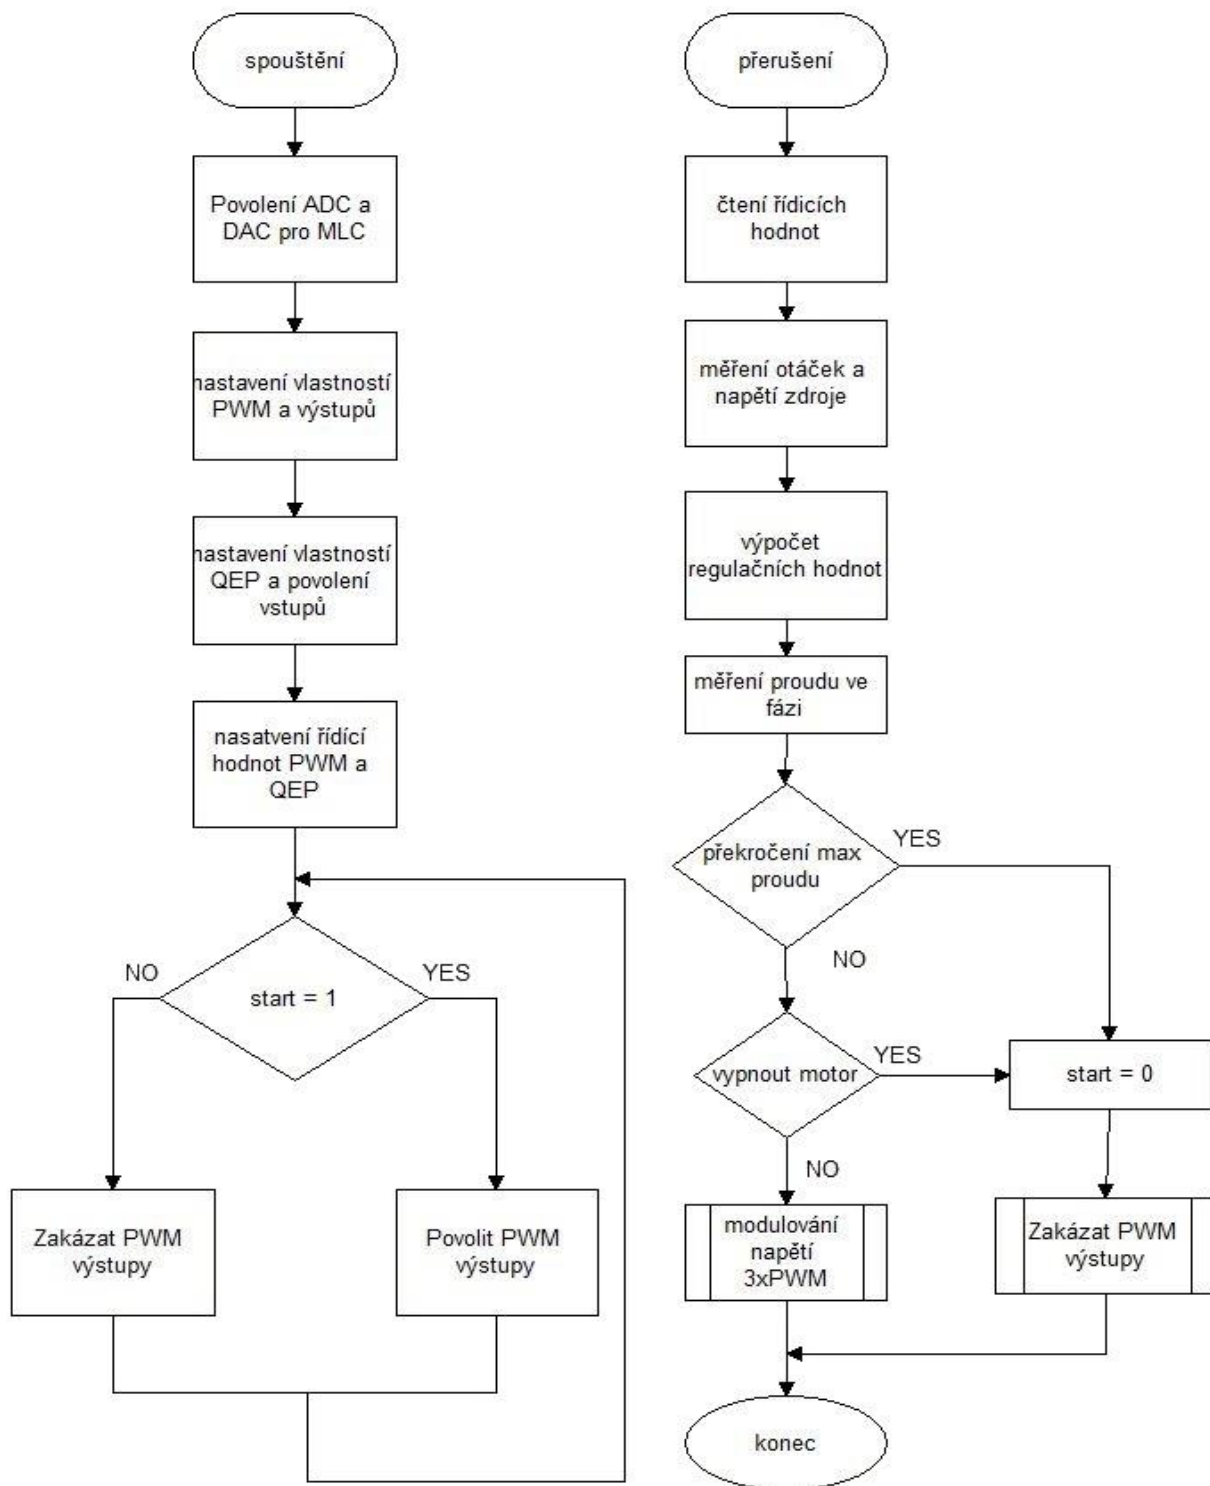 spouštění
Povolení ADC a
DAC pro MLC
nastavení vlastností
PWM a výstupů
nastavení vlastností
QEP a povolení
vstupů
nasatvení řídící
hodnot PWM a
QEP
NO
YES
start = 1
Zakázat PWM
výstupy
Povolit PWM
výstupy
přerušení
čtení řídicích
hodnot
měření otáček a
napětí zdroje
výpočet
regulačních hodnot
měření proudu ve
fázi
překročení max
proudu
YES
NO
vypnout motor
YES
start = 0
NO
modulování
napětí
3xPWM
Zakázat PWM
výstupy
konec